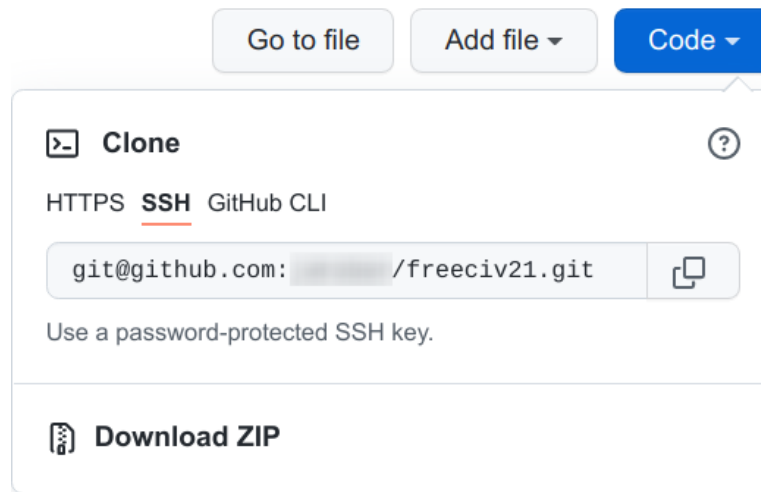 Go to file Add file Code
Clone
HTTPS SSH GitHub CLI
git@github.com: /freeciv21.git
Use a password-protected SSH key.
Download ZIP